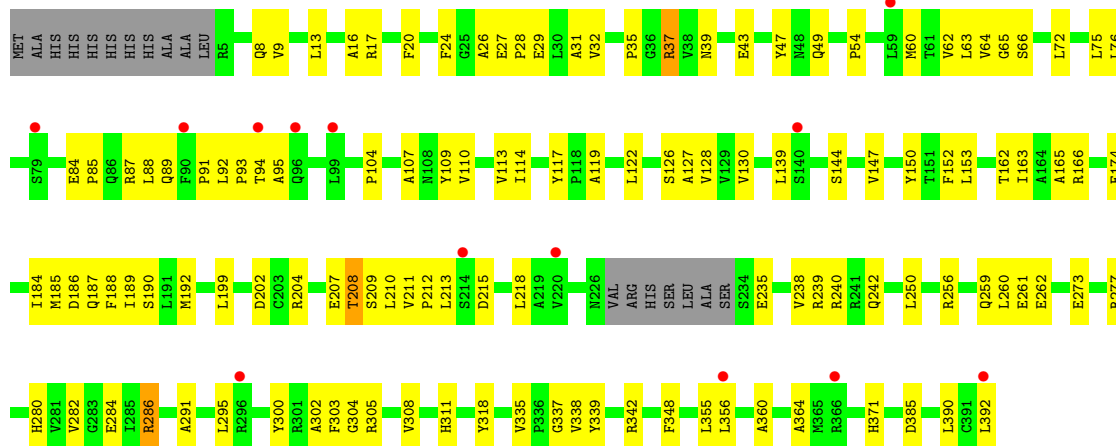 MET ALA HIS HIS HIS HIS HIS HIS ALA ALA LEU R5 Q8 V9 L13 A16 R17 F20 F24 G25 A26 E27 P28 E29 L30 A31 V32 P35 G36 R37 V38 N39 E43 Y47 N48 Q49 P54 L59 M60 T61 V62 L63 V64 G65 S66 L72 L75 L76
S79 E84 P85 Q86 R87 L88 Q89 F90 P91 L92 P93 T94 A95 Q96 L99 P104 A107 N108 Y109 V110 V113 I114 Y117 P118 A119 L122 S126 A127 V128 V129 V130 L139 S140 S144 V147 Y150 T151 F152 L153 T162 I163 A164 A165 R166
I184 M185 D186 Q187 F188 I189 S190 L191 M192 L199 D202 C203 R204 E207 T208 S209 L210 V211 P212 L213 S214 D215 L218 A219 V220 N226 VAL ARG HIS SER LEU ALA SER S234 E235 V238 R239 R240 R241 Q242 L250 R256 Q259 L260 E261 E262 E273
H280 V281 V282 G283 E284 I285 R286 A291 L295 R296 Y300 R301 A302 F303 G304 R305 V308 H311 Y318 V335 P336 G337 V338 Y339 R342 F348 L355 L356 A360 A364 M365 R366 H371 D385 L390 C391 L392